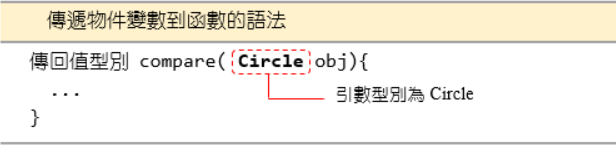 傳遞物件變數到函數的語法
傳回值型別 compare( Circle obj){
...
引數型別為 Circle
}